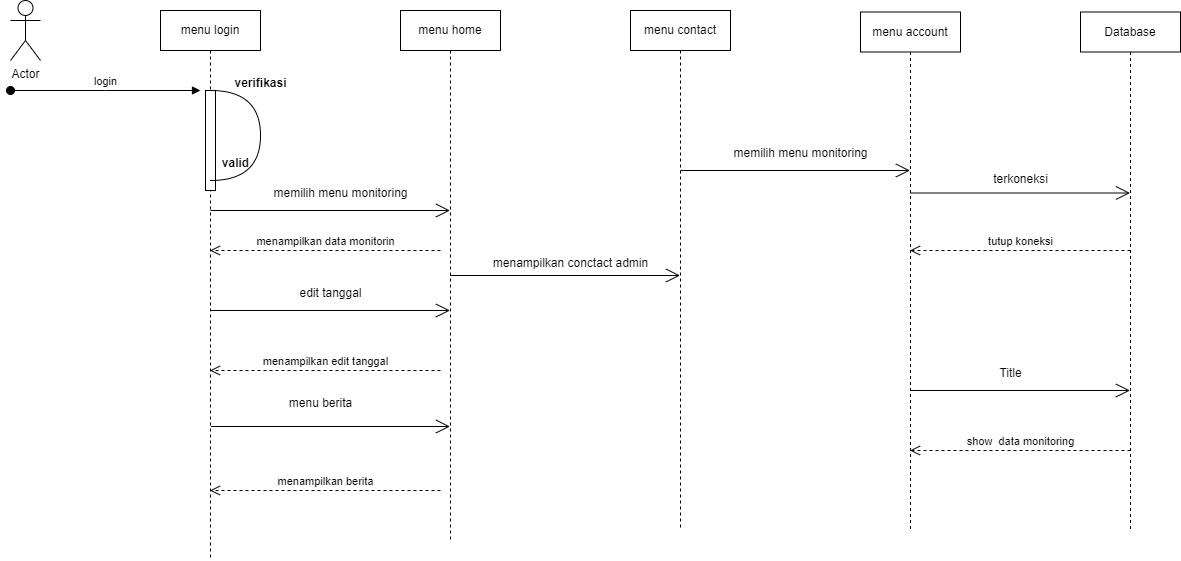 menu login
menu home
menu contact
menu account
Database
Actor
login
verifikasi
valid
memilih menu monitoring
memilih menu monitoring
terkoneksi
menampilkan data monitorin
tutup koneksi
menampilkan conctact admin
edit tanggal
menampilkan edit tanggal
Title
menu berita
show data monitoring
menampilkan berita